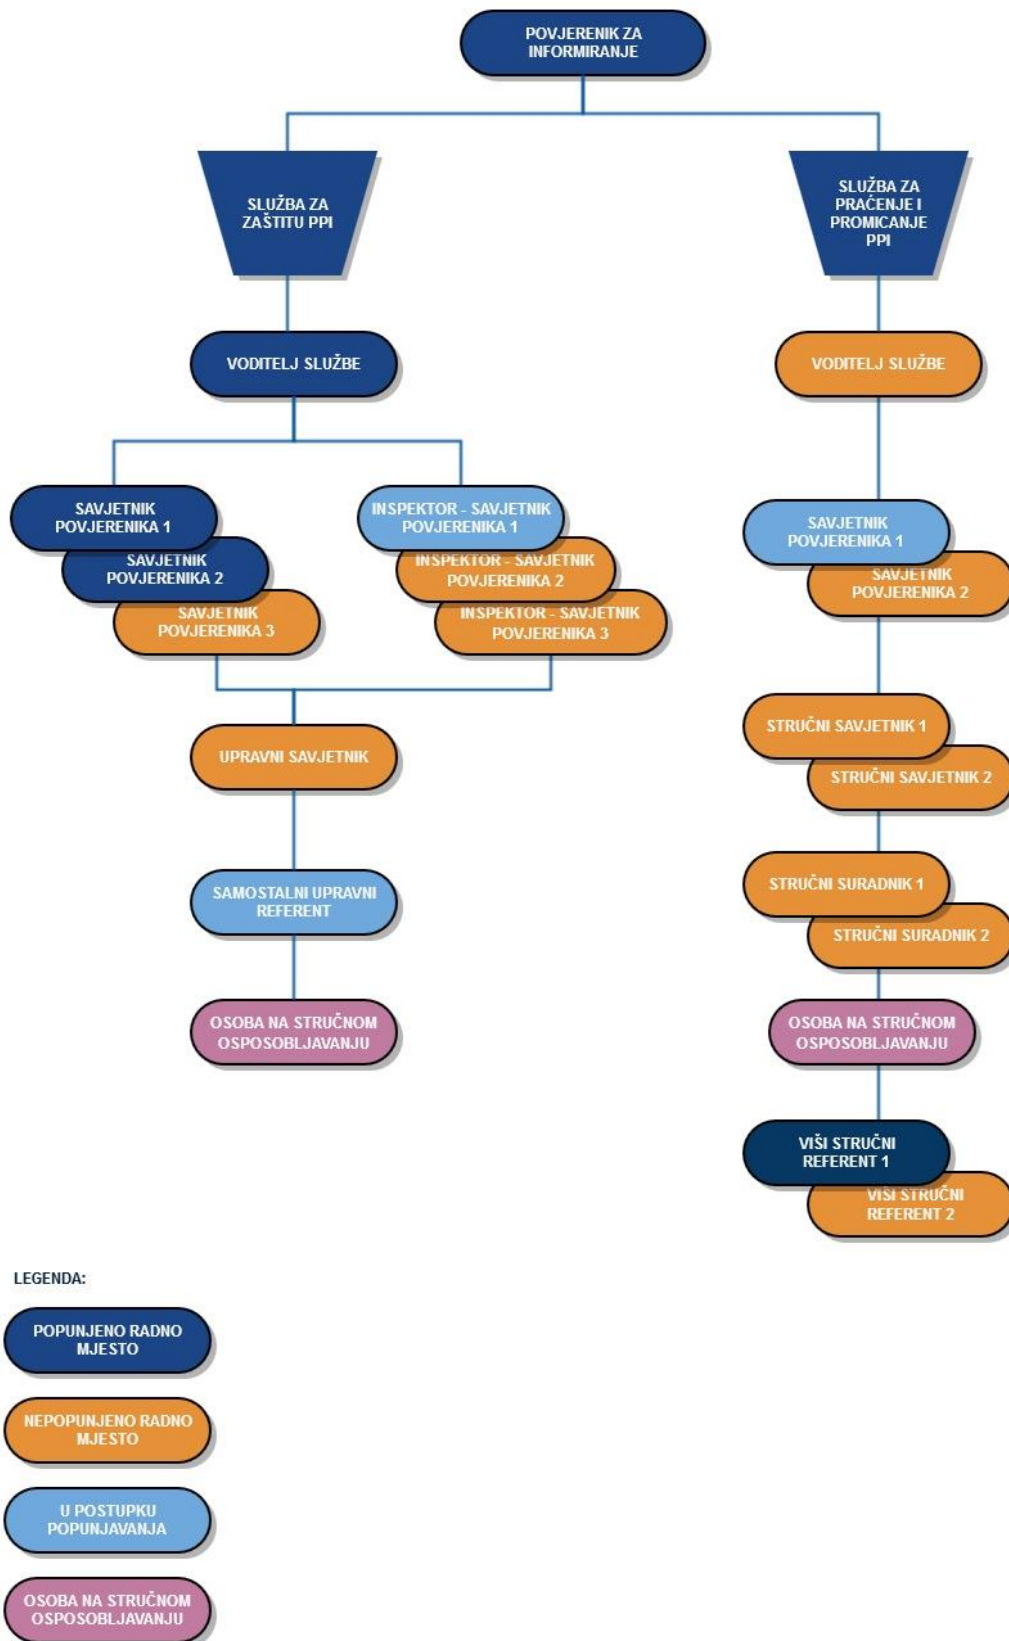 POVJERENIK ZA
INFORMIRANJE
SLUŽBA ZA
ZAŠTITU PPI
SLUŽBA ZA
PRAĆENJE I
PROMICANJE
PPI
VODITELJ SLUŽBE
VODITELJ SLUŽBE
SAVJETNIK
POVJERENIKA 1
SAVJETNIK
POVJERENIKA 2
SAVJETNIK
POVJERENIKA 3
INSPEKTOR - SAVJETNIK
POVJERENIKA 1
INSPEKTOR - SAVJETNIK
POVJERENIKA 2
INSPEKTOR - SAVJETNIK
POVJERENIKA 3
SAVJETNIK
POVJERENIKA 1
SAVJETNIK
POVJERENIKA 2
UPRAVNI SAVJETNIK
STRUČNI SAVJETNIK 1
STRUČNI SAVJETNIK 2
SAMOSTALNI UPRAVNI
REFERENT
STRUČNI SURADNIK 1
STRUČNI SURADNIK 2
OSOBA NA STRUČNOM
OSPOSOBLJAVANJU
OSOBA NA STRUČNOM
OSPOSOBLJAVANJU
VIŠI STRUČNI
REFERENT 1
VIŠI STRUČNI
REFERENT 2
LEGENDA:
POPUNJENO RADNO
MJESTO
NEPOPUNJENO RADNO
MJESTO
U POSTUPKU
POPUNJAVANJA
OSOBA NA STRUČNOM
OSPOSOBLJAVANJU